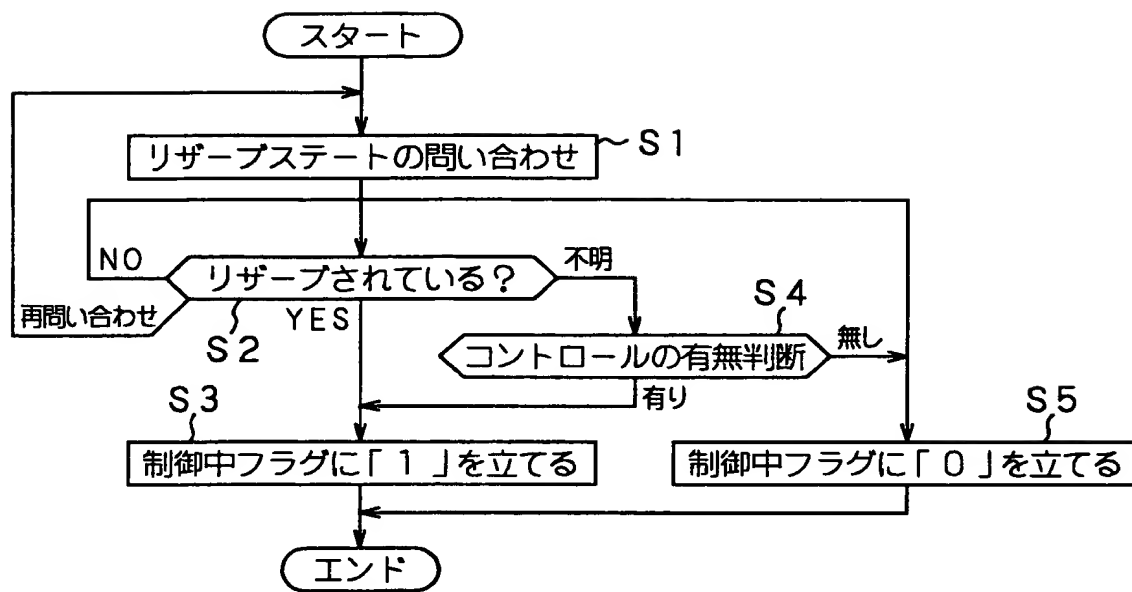 スタート
リザーブステートの問い合わせ
S1
NO
リザーブされている?
不明
再問い合わせ
S2
YES
S4
コントロールの有無判断
無し
有り
S3
制御中フラグに「1」を立てる
S5
制御中フラグに「0」を立てる
エンド